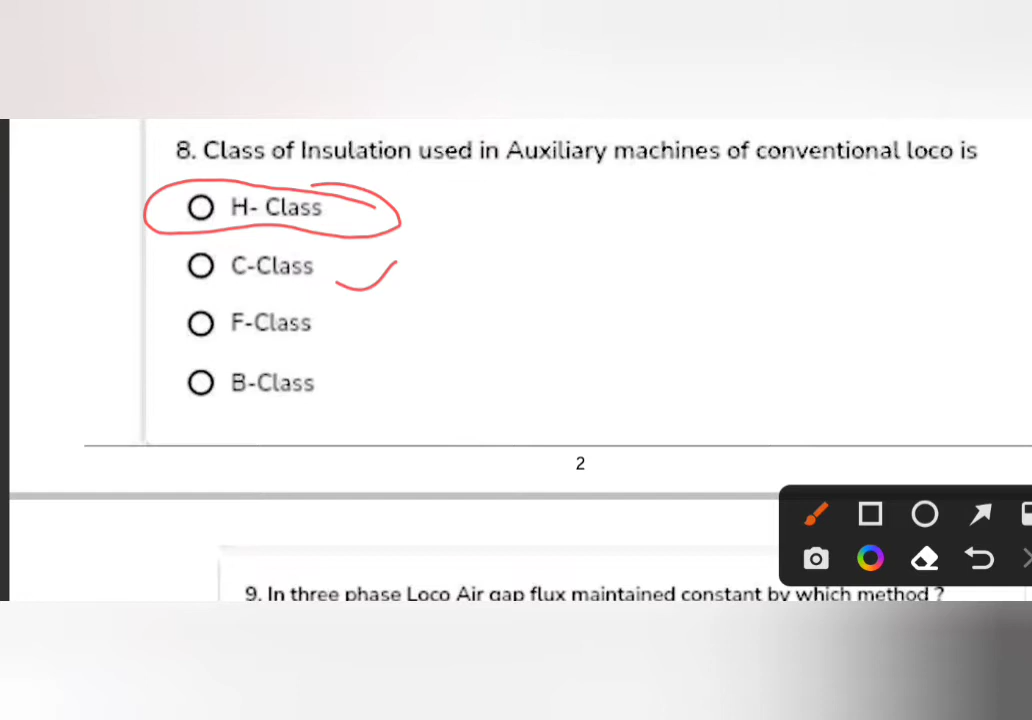 8. Class of Insulation used in Auxiliary machines of conventional loco is
H- Class
C-Class
F-Class
B-Class
2
9. In three phase Loco Air gap flux maintained constant by which method ?